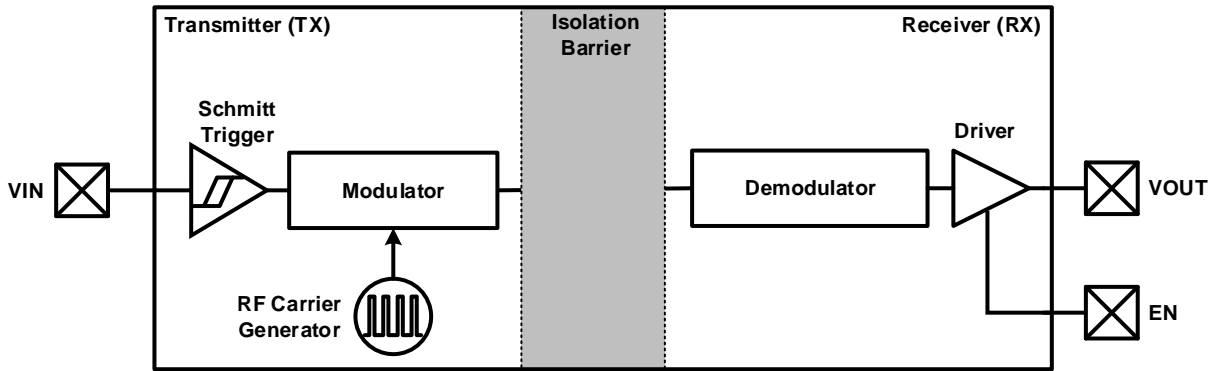 Transmitter (TX)
Isolation
Barrier
Receiver (RX)
Schmitt
Trigger
Driver
VIN
Modulator
Demodulator
VOUT
RF Carrier
Generator
EN